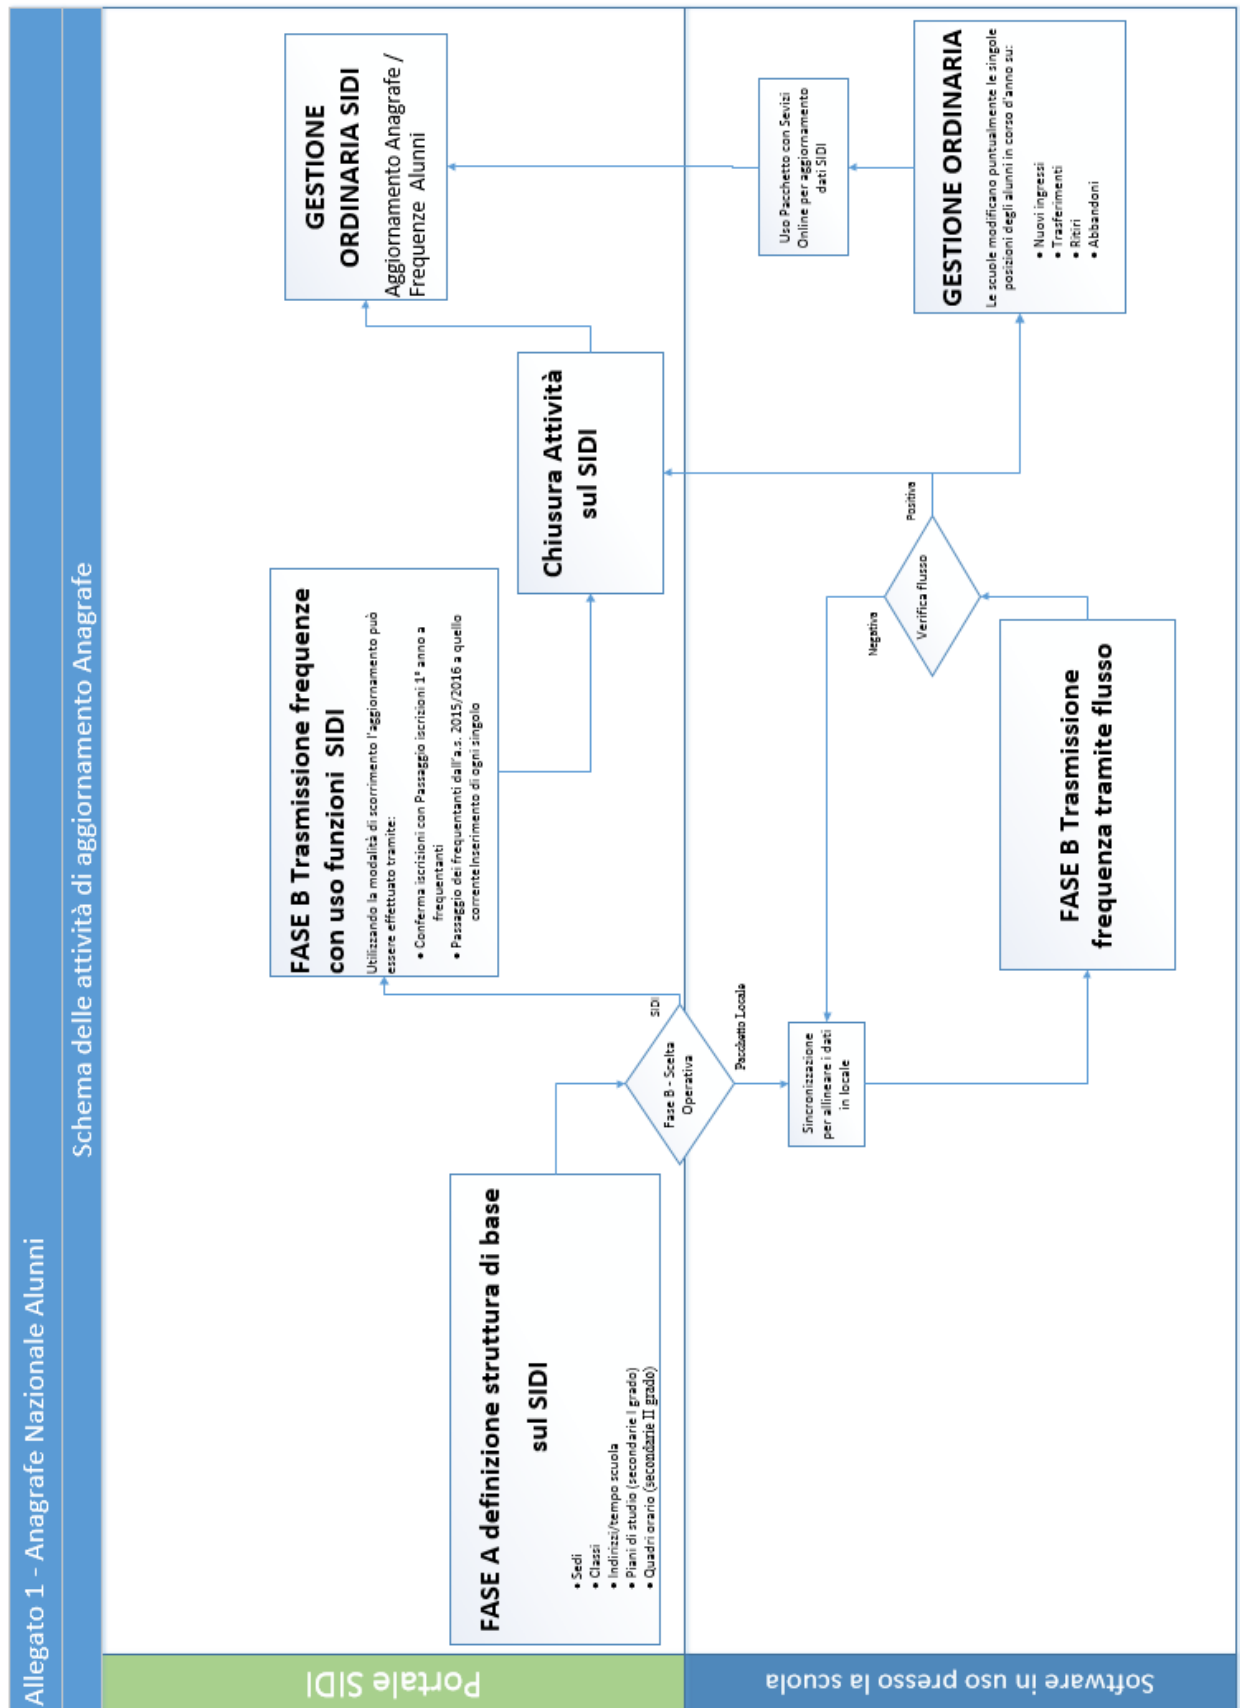 Allegato 1 - Anagrafe Nazionale Alunni
Schema delle attività di aggiornamento Anagrafe
Portale SIDI
FASE A definizione struttura di base
sul SIDI
• Sedi
• Classi
• Indirizzi/tempo scuola
• Piani di studio (secondarie I grado)
• Quadri orario (secondarie II grado)
Fase B - Scelta
Operativa
SIDI
Pacchetto Locale
FASE B Trasmissione frequenze
con uso funzioni SIDI
Utilizzando la modalità di scorrimento l'aggiornamento può
essere effettuato tramite:
• Conferma iscrizioni con Passaggio iscrizioni 1° anno a
frequentanti
• Passaggio dei frequentanti dall'a.s. 2015/2016 a quello
correnteInserimento di ogni singolo
Chiusura Attività
sul SIDI
GESTIONE
ORDINARIA SIDI
Aggiornamento Anagrafe /
Frequenze Alunni
Software in uso presso la scuola
Sincronizzazione
per allineare i dati
in locale
FASE B Trasmissione
frequenza tramite flusso
Verifica flusso
Negativa
Positiva
Uso Pacchetto con Sevizi
Online per aggiornamento
dati SIDI
GESTIONE ORDINARIA
Le scuole modificano puntualmente le singole
posizioni degli alunni in corso d'anno su:
• Nuovi ingressi
• Trasferimenti
• Ritiri
• Abbandoni